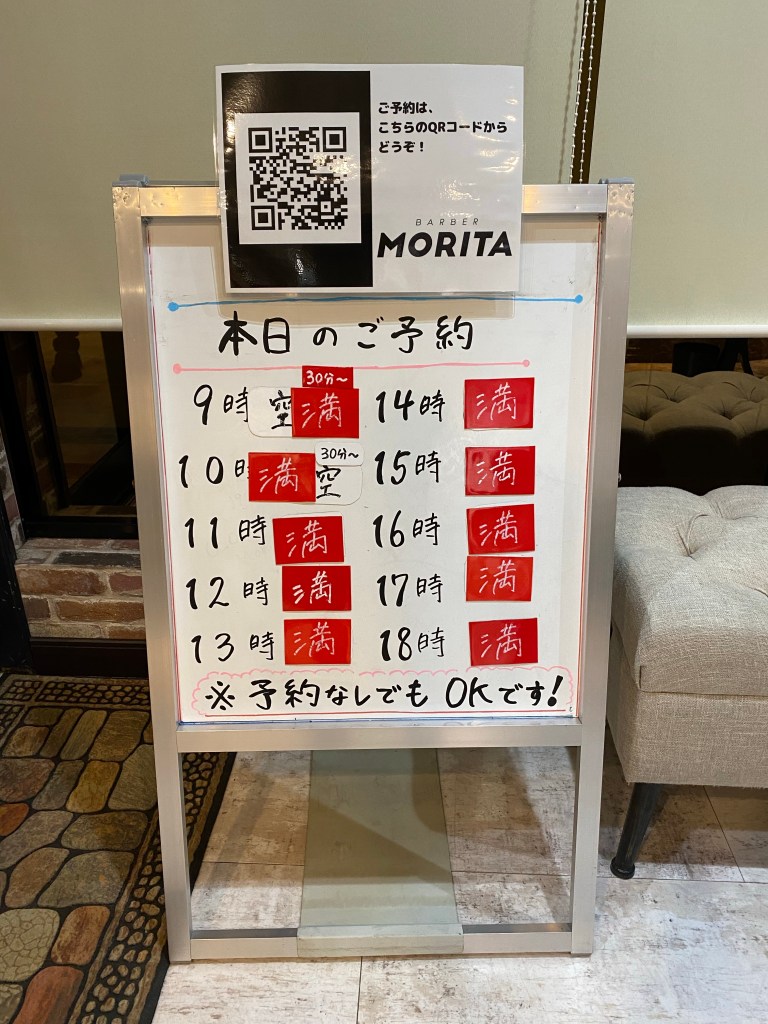 ご予約は、
こちらのQRコードから
どうぞ！
BARBER
MORITA
本日のご予約
30分～
9時 空 満
14時 満
30分～
10時 満 空
15時 満
11時 満
16時 満
12時 満
17時 満
13時 満
18時 満
※予約なしでもOKです!